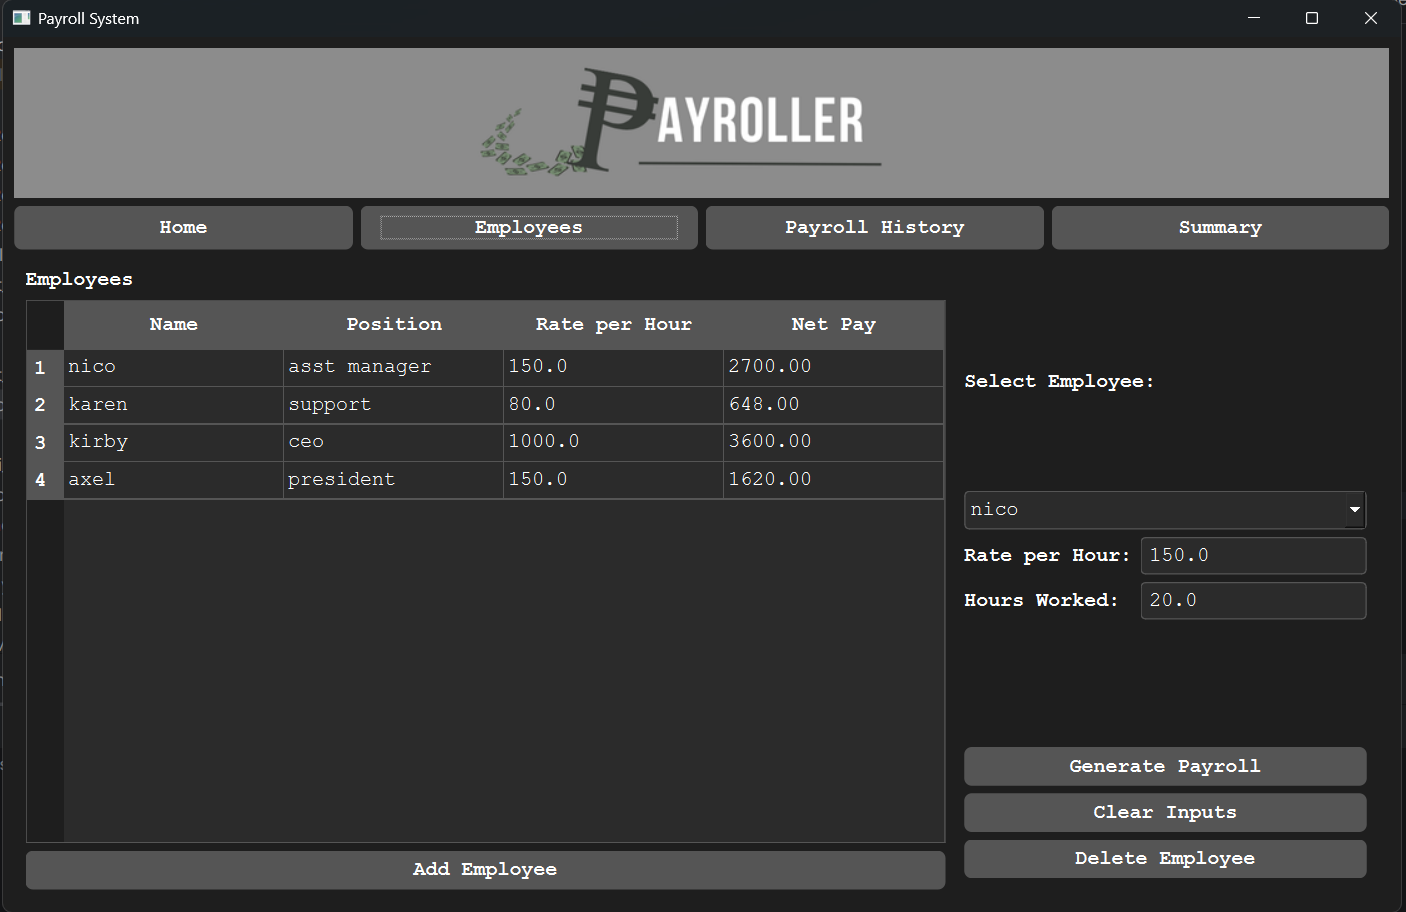 Payroll System
PAYROLLER
Home Employees Payroll History Summary
Employees
Name Position Rate per Hour Net Pay
1 nico asst manager 150.0 2700.00
2 karen support 80.0 648.00
3 kirby ceo 1000.0 3600.00
4 axel president 150.0 1620.00
Add Employee
Select Employee:
nico
Rate per Hour: 150.0
Hours Worked: 20.0
Generate Payroll
Clear Inputs
Delete Employee